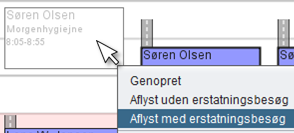 Søren Olsen
Morgenhygiejne
8:05-8:55
Søren Olsen
Genopret
Aflyst uden erstatningsbesøg
Aflyst med erstatningsbesøg